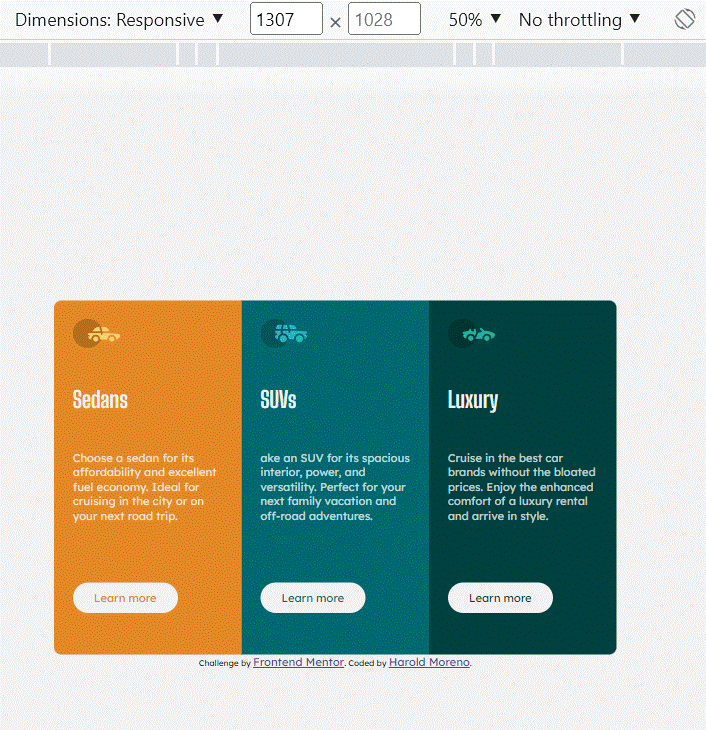 Dimensions: Responsive ▼ 1307 × 1028 50% ▼ No throttling ▼
Sedans
Choose a sedan for its
affordability and excellent
fuel economy. Ideal for
cruising in the city or on
your next road trip.
Learn more
SUVs
ake an SUV for its spacious
interior, power, and
versatility. Perfect for your
next family vacation and
off-road adventures.
Learn more
Luxury
Cruise in the best car
brands without the bloated
prices. Enjoy the enhanced
comfort of a luxury rental
and arrive in style.
Learn more
Challenge by Frontend Mentor. Coded by Harold Moreno.